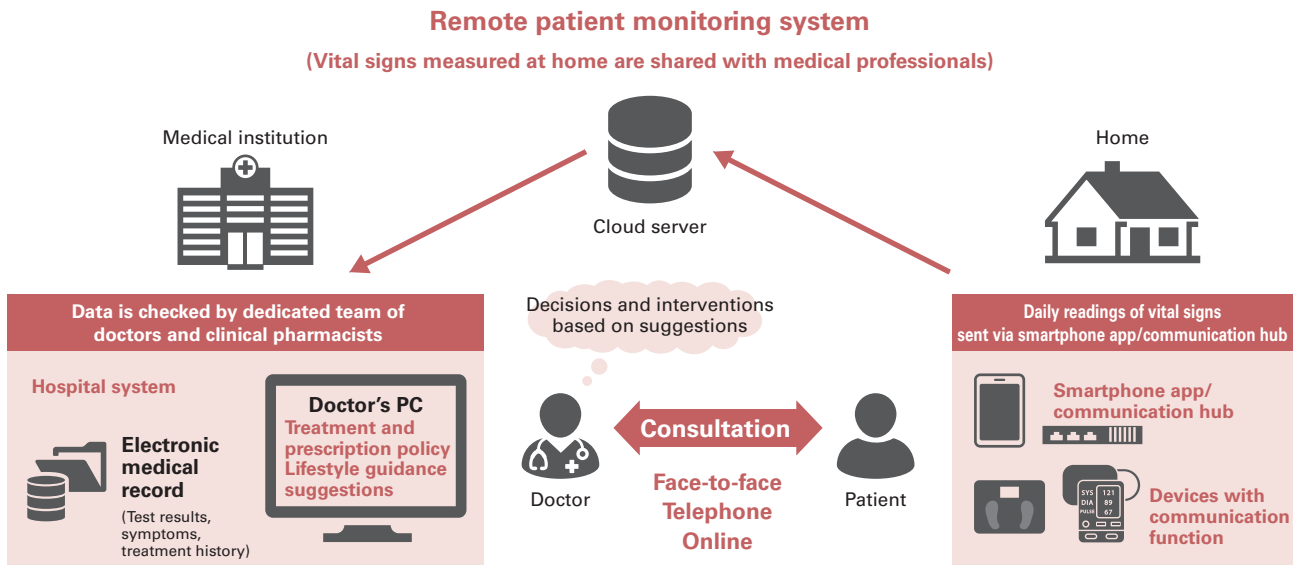 Remote patient monitoring system
(Vital signs measured at home are shared with medical professionals)
Medical institution
Cloud server
Home
Data is checked by dedicated team of
doctors and clinical pharmacists
Hospital system
Electronic
medical
record
(Test results,
symptoms,
treatment history)
Doctor's PC
Treatment and
prescription policy
Lifestyle guidance
suggestions
Decisions and interventions
based on suggestions
Doctor
Consultation
Face-to-face
Telephone
Online
Patient
Daily readings of vital signs
sent via smartphone app/communication hub
Smartphone app/
communication hub
SYS 121
DIA 89
PULSE 67
Devices with
communication
function